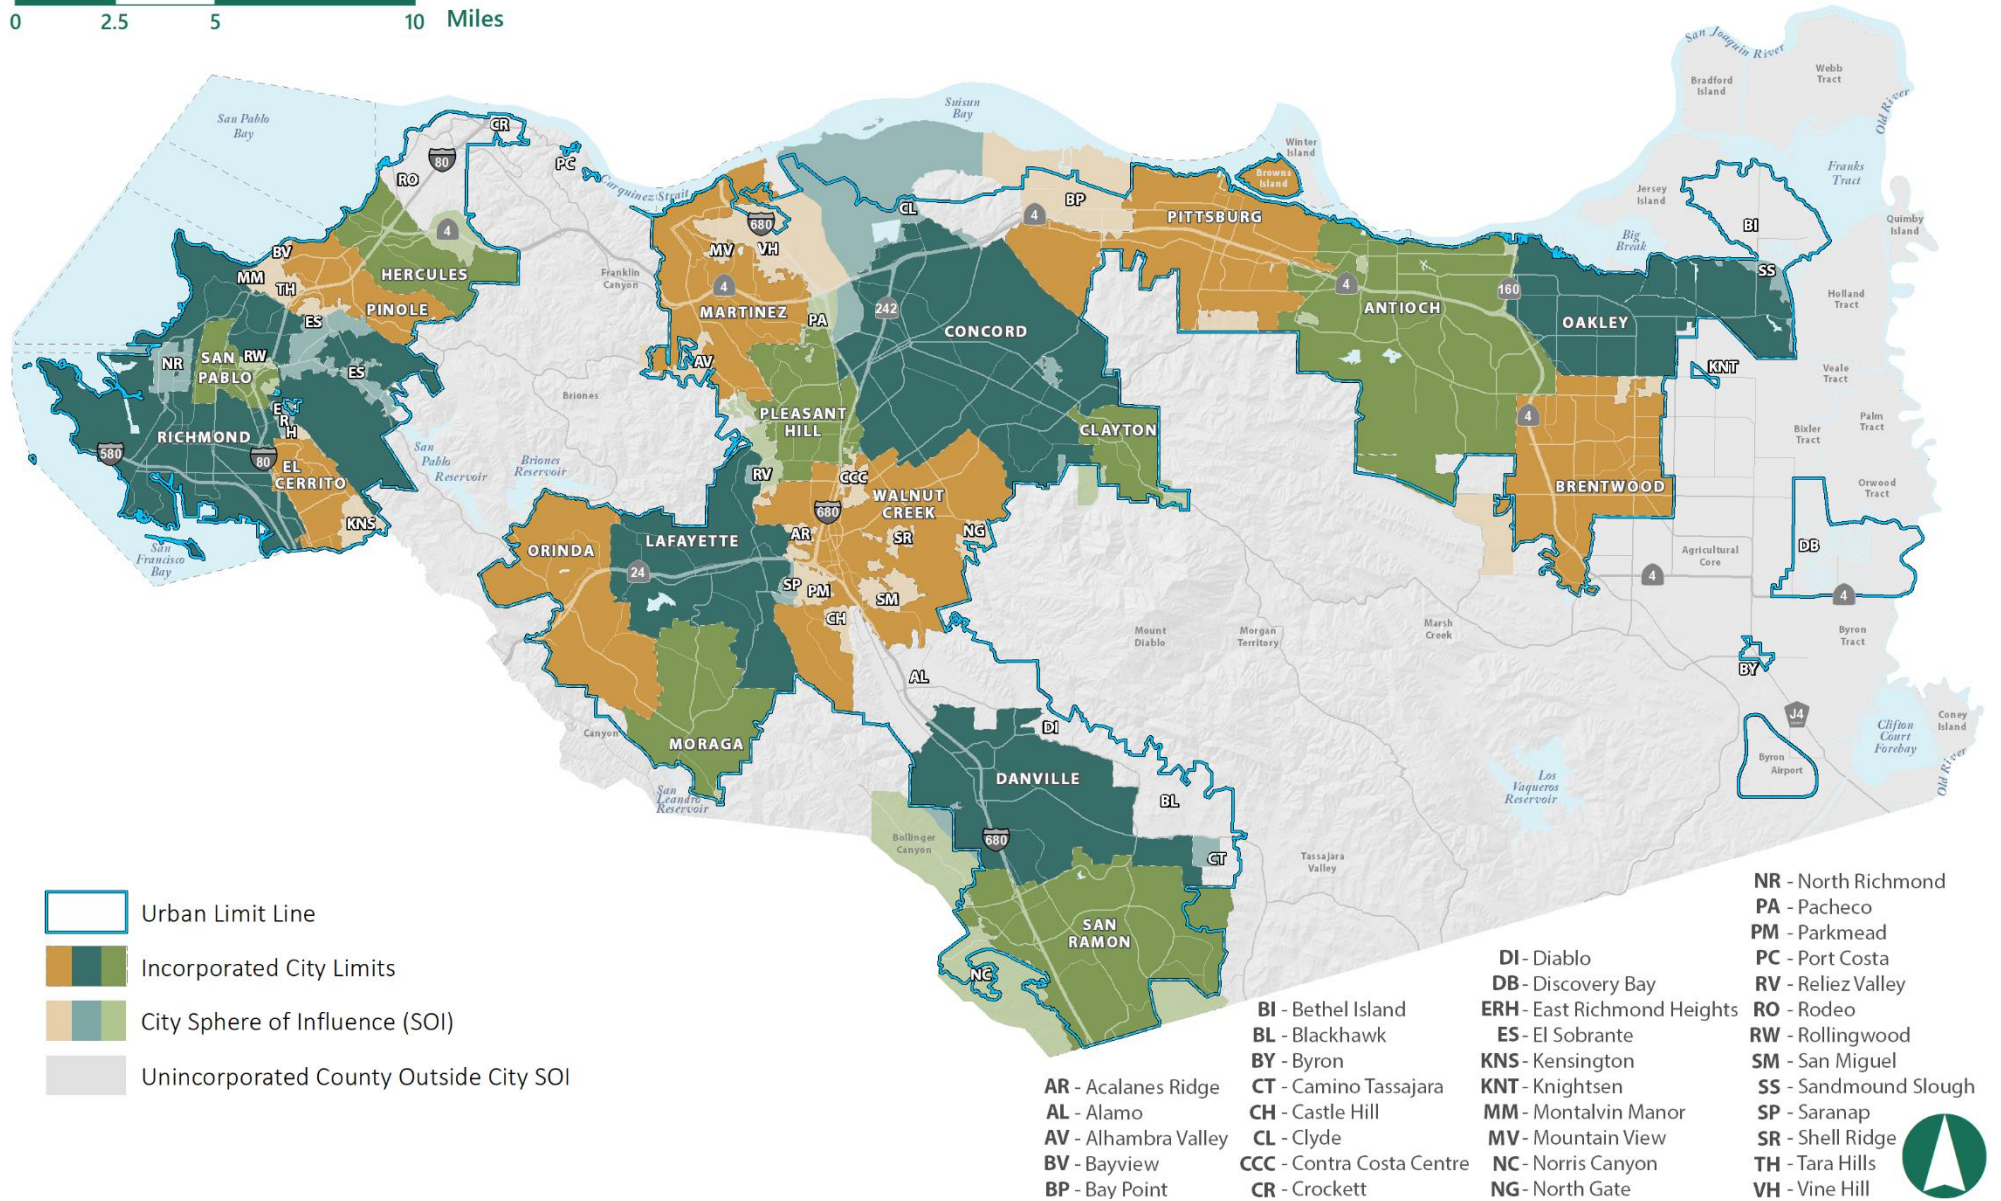 0 2.5 5 10 Miles
San Joaquin River
Webb
Tract
Bradford
Island
Old River
San Pablo
Bay
Suisun
Bay
CR
80
PC
RO
Carquinez Strait
Winter
Island
Browns
Island
Franks
Tract
Jersey
Island
Quimby
Island
BI
Big
Break
BP
4
PITTSBURG
CL
680
MV
VH
4
BV
MM
TH
HERCULES
PINOLE
ES
Franklin
Canyon
4
MARTINEZ
PA
242
CONCORD
4
ANTIOCH
160
OAKLEY
SS
Holland
Tract
NR
SAN
PABLO
RW
ES
AV
KNT
Veale
Tract
Briones
E
R
H
RICHMOND
PLEASANT
HILL
CLAYTON
4
Palm
Tract
Bixler
Tract
580
80
EL
CERRITO
San
Pablo
Reservoir
Briones
Reservoir
RV
CCC
WALNUT
CREEK
BRENTWOOD
Orwood
Tract
KNS
San
Francisco
Bay
ORINDA
LAFAYETTE
680
AR
SR
NG
24
SP
PM
SM
CH
Agricultural
Core
DB
4
4
Mount
Diablo
Morgan
Territory
Marsh
Creek
Byron
Tract
BY
AL
Canyon
MORAGA
DI
J4
Clifton
Court
Forebay
Coney
Island
Old River
San
Leandro
Reservoir
DANVILLE
BL
Los
Vaqueros
Reservoir
Byron
Airport
Bollinger
Canyon
680
CT
Tassajara
Valley
SAN
RAMON
NC
Urban Limit Line
Incorporated City Limits
City Sphere of Influence (SOI)
Unincorporated County Outside City SOI
AR - Acalanes Ridge
AL - Alamo
AV - Alhambra Valley
BV - Bayview
BP - Bay Point
BI - Bethel Island
BL - Blackhawk
BY - Byron
CT - Camino Tassajara
CH - Castle Hill
CL - Clyde
CCC - Contra Costa Centre
CR - Crockett
DI - Diablo
DB - Discovery Bay
ERH - East Richmond Heights
ES - El Sobrante
KNS - Kensington
KNT - Knightsen
MM - Montalvin Manor
MV - Mountain View
NC - Norris Canyon
NG - North Gate
NR - North Richmond
PA - Pacheco
PM - Parkmead
PC - Port Costa
RV - Reliez Valley
RO - Rodeo
RW - Rollingwood
SM - San Miguel
SS - Sandmound Slough
SP - Saranap
SR - Shell Ridge
TH - Tara Hills
VH - Vine Hill